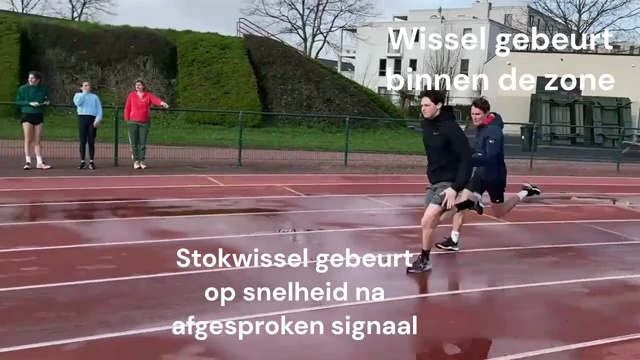 Wissel gebeurt
binnen de zone
Stokwissel gebeurt
op snelheid na
afgesproken signaal